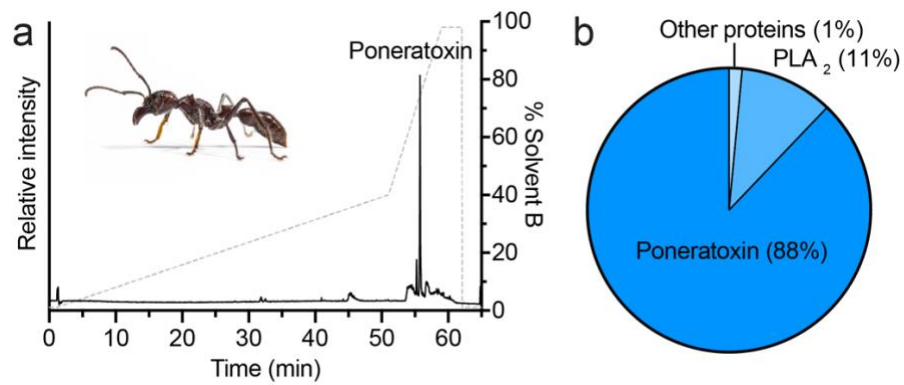 a
Poneratoxin
Relative intensity
100
80
60
40
20
0
% Solvent B
0 10 20 30 40 50 60
Time (min)
b
Other proteins (1%)
PLA 2 (11%)
Poneratoxin (88%)